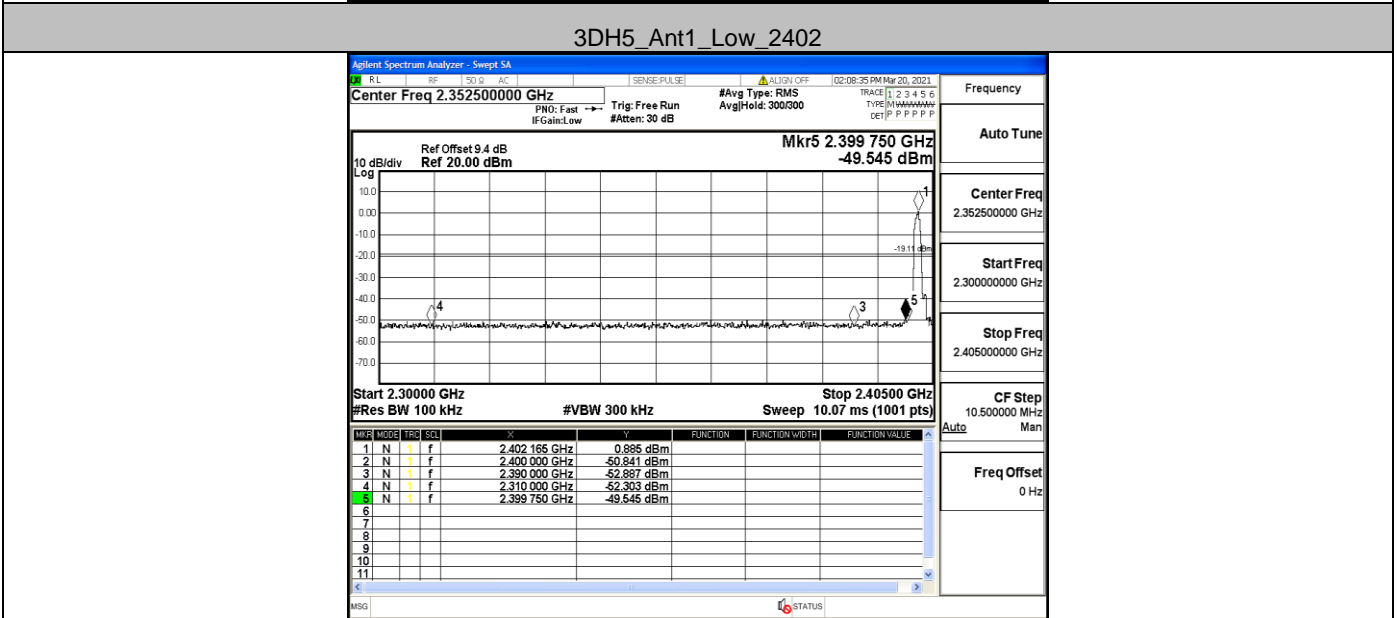 3DH5_Ant1_Low_2402
Agilent Spectrum Analyzer - Swept SA
RL RF 50 Ω AC SENSE:PULSE ALIGN OFF 02:08:35 PM Mar 20, 2021
Center Freq 2.352500000 GHz
PNO: Fast
IFGain:Low
Trig: Free Run
#Atten: 30 dB
#Avg Type: RMS
Avg|Hold: 300/300
TRACE 1 2 3 4 5 6
TYPE M
DET P P P P P P
Frequency
Auto Tune
Center Freq
2.352500000 GHz
Start Freq
2.300000000 GHz
Stop Freq
2.405000000 GHz
CF Step
10.500000 MHz
Auto Man
Freq Offset
0 Hz
Mkr5 2.399 750 GHz
-49.545 dBm
Ref Offset 9.4 dB
10 dB/div Ref 20.00 dBm
Log
10.0
0.00
-10.0
-20.0
-30.0
-40.0
-50.0
-60.0
-70.0
1
-19.11 dBm
4
3
5
Start 2.30000 GHz Stop 2.40500 GHz
#Res BW 100 kHz #VBW 300 kHz Sweep 10.07 ms (1001 pts)
MKR MODE TRC SCL X Y FUNCTION FUNCTION WIDTH FUNCTION VALUE
1 N 1 f 2.402 165 GHz 0.885 dBm
2 N 1 f 2.400 000 GHz -50.841 dBm
3 N 1 f 2.390 000 GHz -52.887 dBm
4 N 1 f 2.310 000 GHz -52.303 dBm
5 N 1 f 2.399 750 GHz -49.545 dBm
6
7
8
9
10
11
MSG STATUS